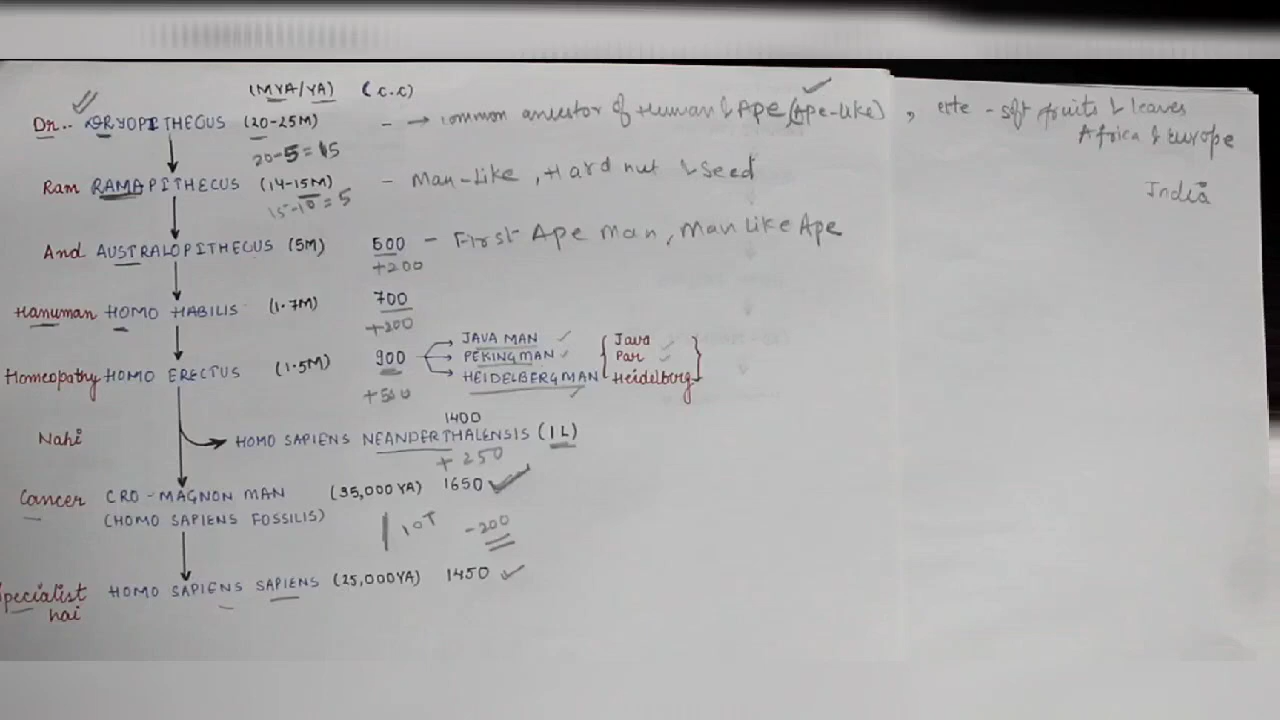 (MYA/YA) (C.C)
Dr.. DRYOPITHECUS (20-25M) - → common ancestor of Human & Ape (Ape-like) , - soft fruits & leaves
Africa & Europe
20-5=15
Ram RAMAPITHECUS (14-15M) - Man-Like , Hard nut & seed
India
15-10=5
And AUSTRALOPITHECUS (5M) 500 - First Ape man, Man like Ape
+200
Hanuman HOMO HABILIS (1.7M) 700
+200
Homeopathy HOMO ERECTUS (1.5M) 900
JAVA MAN Java
PEKING MAN Par
HEIDELBERG MAN Heidelberg
+500
1400
Nahi HOMO SAPIENS NEANDERTHALENSIS (1L)
+ 250
Cancer CRO-MAGNON MAN (35,000YA) 1650
(HOMO SAPIENS FOSSILIS)
10T -200
Specialist HOMO SAPIENS SAPIENS (25,000YA) 1450
hai